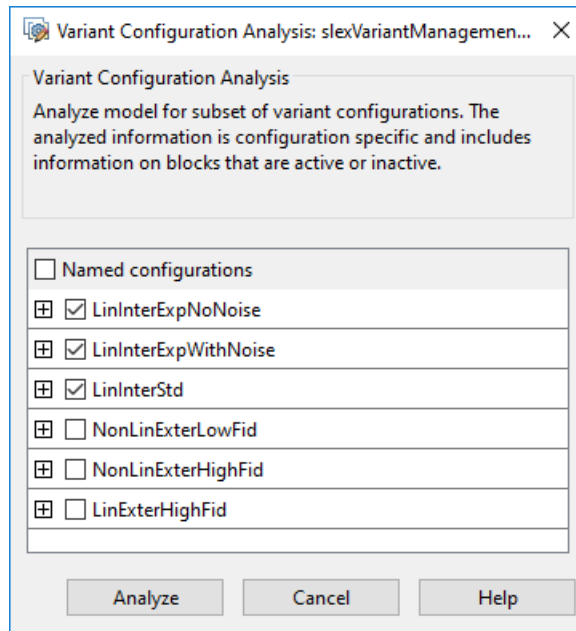 Variant Configuration Analysis: slexVariantManagemen...
Variant Configuration Analysis
Analyze model for subset of variant configurations. The
analyzed information is configuration specific and includes
information on blocks that are active or inactive.
Named configurations
LinInterExpNoNoise
LinInterExpWithNoise
LinInterStd
NonLinExterLowFid
NonLinExterHighFid
LinExterHighFid
Analyze Cancel Help